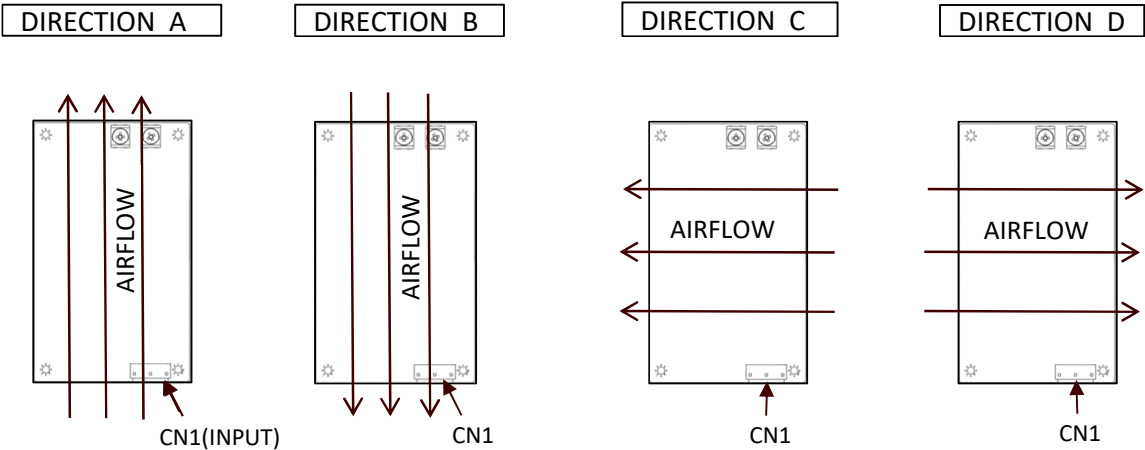 DIRECTION A
DIRECTION B
DIRECTION C
DIRECTION D
AIRFLOW
AIRFLOW
AIRFLOW
AIRFLOW
CN1(INPUT)
CN1
CN1
CN1